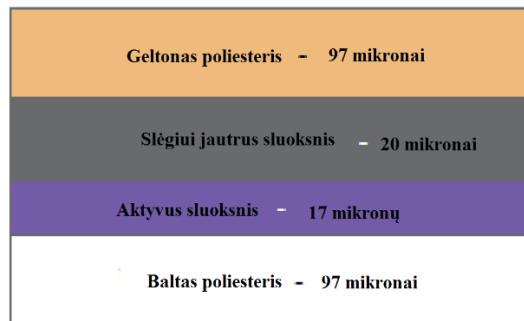 Geltonas poliesteris - 97 mikronai
Slėgiui jautrus sluoksnis - 20 mikronai
Aktyvus sluoksnis - 17 mikronų
Baltas poliesteris - 97 mikronai